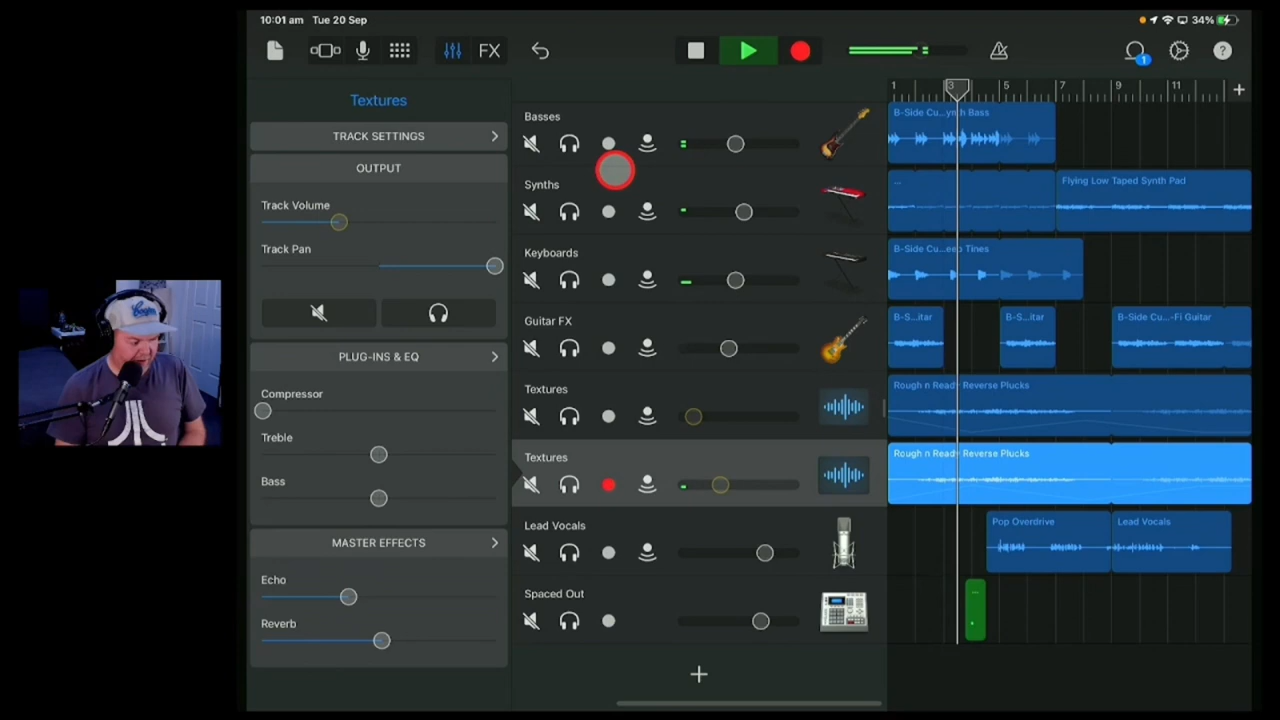 10:01 am Tue 20 Sep
34%
FX
1
?
Textures
TRACK SETTINGS
OUTPUT
Track Volume
Track Pan
PLUG-INS & EQ
Compressor
Treble
Bass
MASTER EFFECTS
Echo
Reverb
Basses
Synths
Keyboards
Guitar FX
Textures
Textures
Lead Vocals
Spaced Out
1 3 5 7 9 11
B-Side Cu...ynth Bass
...
Flying Low Taped Synth Pad
B-Side Cu...eep Tines
B-S...itar
B-S...itar
B-Side Cu...-Fi Guitar
Rough n Ready Reverse Plucks
Rough n Ready Reverse Plucks
Pop Overdrive
Lead Vocals